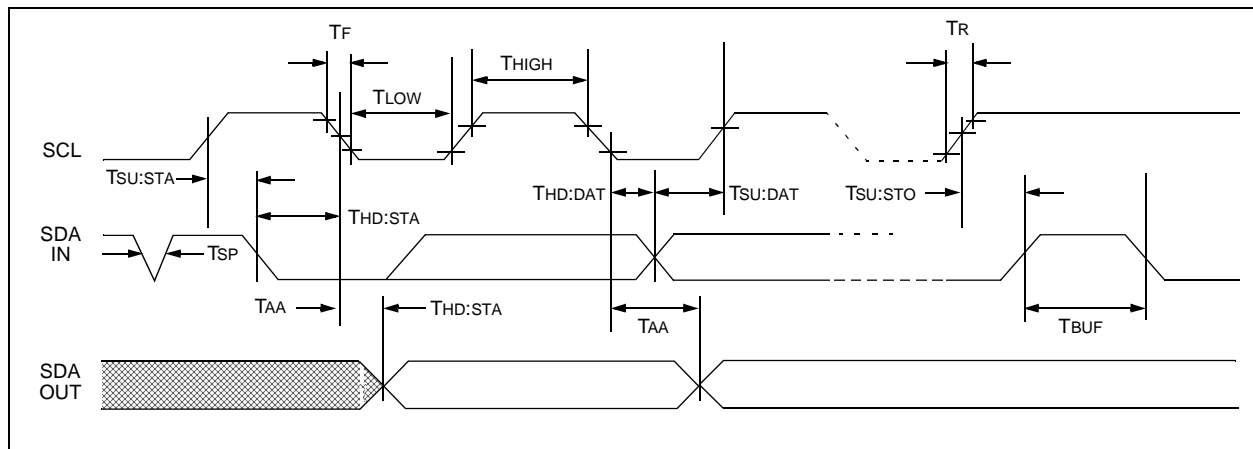 TF
TR
THIGH
TLOW
SCL
TSU:STA
THD:DAT
TSU:DAT
TSU:STO
THD:STA
SDA
IN
TSP
TAA
THD:STA
TAA
TBUF
SDA
OUT